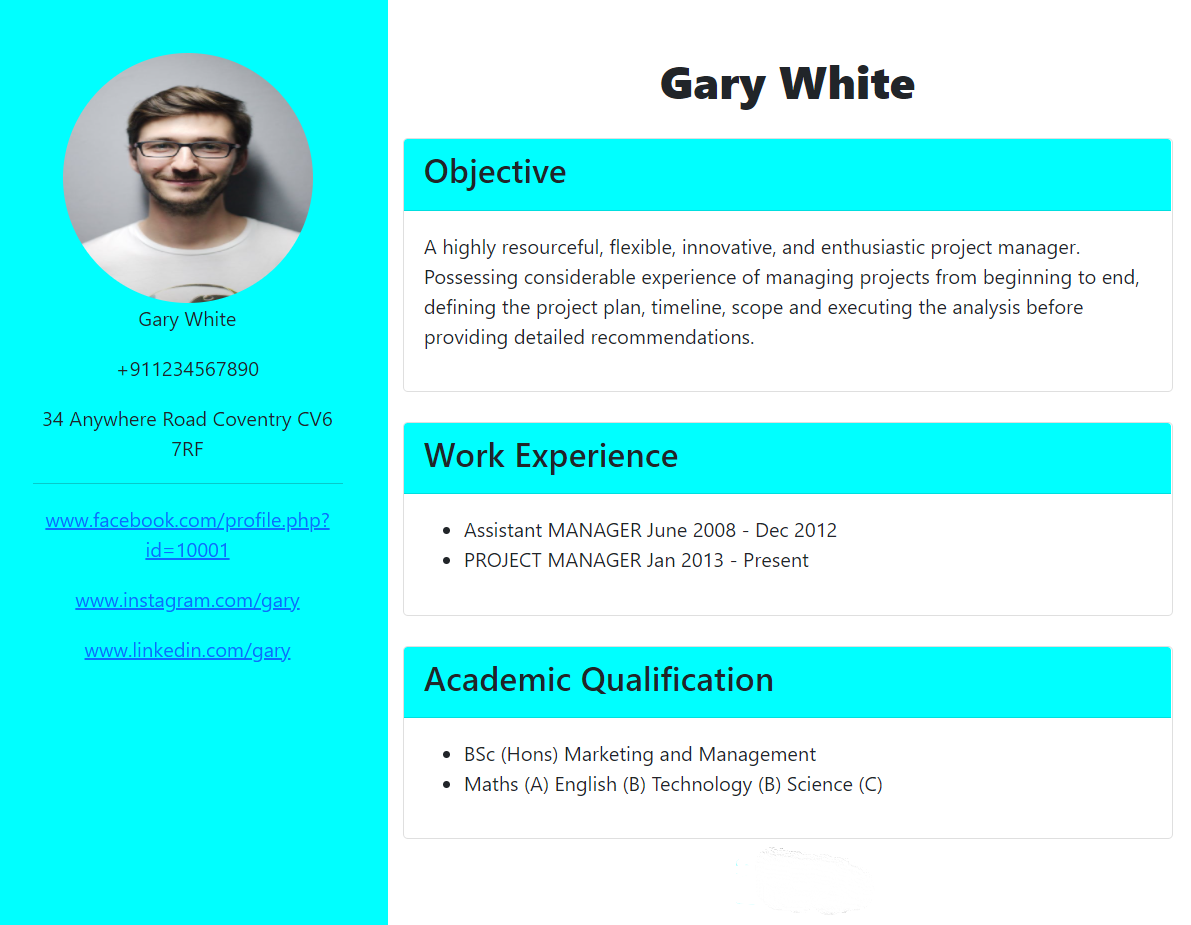 Gary White
+911234567890
34 Anywhere Road Coventry CV6
7RF
www.facebook.com/profile.php?
id=10001
www.instagram.com/gary
www.linkedin.com/gary
Gary White
Objective
A highly resourceful, flexible, innovative, and enthusiastic project manager.
Possessing considerable experience of managing projects from beginning to end,
defining the project plan, timeline, scope and executing the analysis before
providing detailed recommendations.
Work Experience
• Assistant MANAGER June 2008 - Dec 2012
• PROJECT MANAGER Jan 2013 - Present
Academic Qualification
• BSc (Hons) Marketing and Management
• Maths (A) English (B) Technology (B) Science (C)